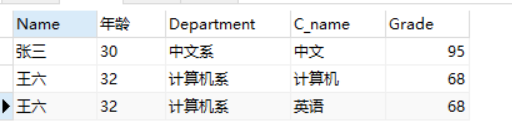 Name 年龄 Department C_name Grade
张三 30 中文系 中文 95
王六 32 计算机系 计算机 68
王六 32 计算机系 英语 68